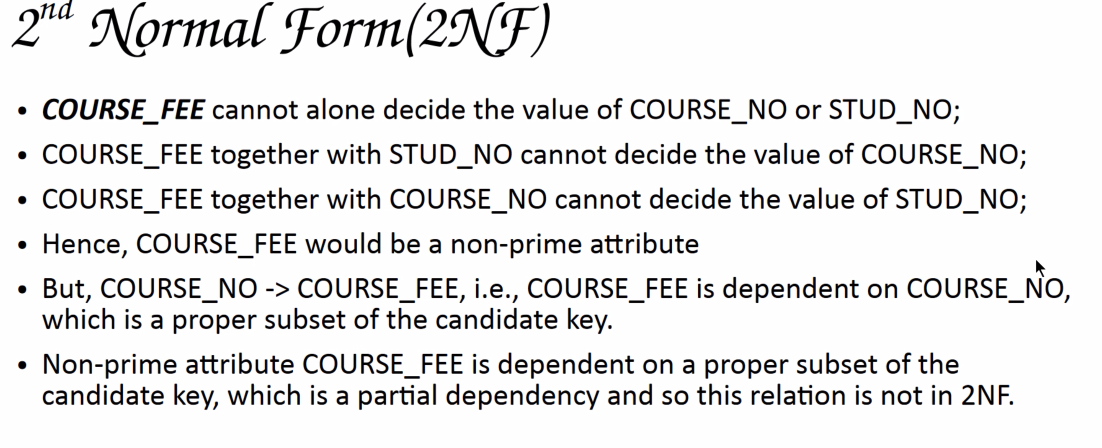 2nd Normal Form(2NF)
• COURSE_FEE cannot alone decide the value of COURSE_NO or STUD_NO;
• COURSE_FEE together with STUD_NO cannot decide the value of COURSE_NO;
• COURSE_FEE together with COURSE_NO cannot decide the value of STUD_NO;
• Hence, COURSE_FEE would be a non-prime attribute
• But, COURSE_NO -> COURSE_FEE, i.e., COURSE_FEE is dependent on COURSE_NO,
which is a proper subset of the candidate key.
• Non-prime attribute COURSE_FEE is dependent on a proper subset of the
candidate key, which is a partial dependency and so this relation is not in 2NF.